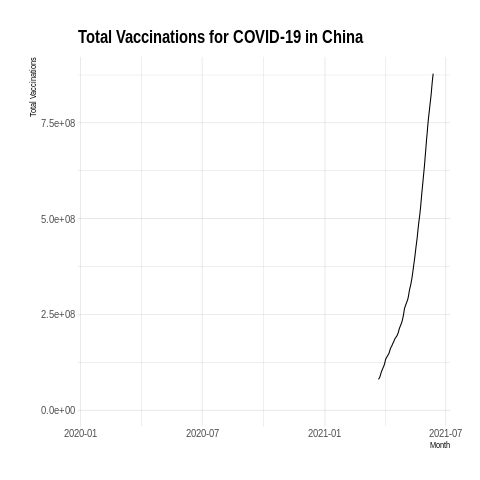 Total Vaccinations for COVID-19 in China
Total Vaccinations
7.5e+08
5.0e+08
2.5e+08
0.0e+00
2020-01
2020-07
2021-01
2021-07
Month